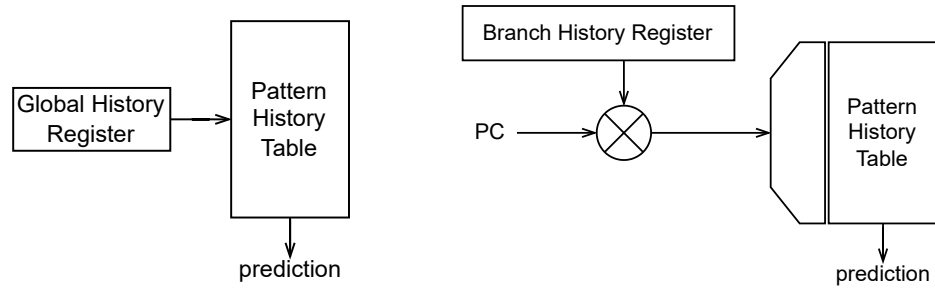 Global History
Register
Pattern
History
Table
prediction
Branch History Register
PC
Pattern
History
Table
prediction